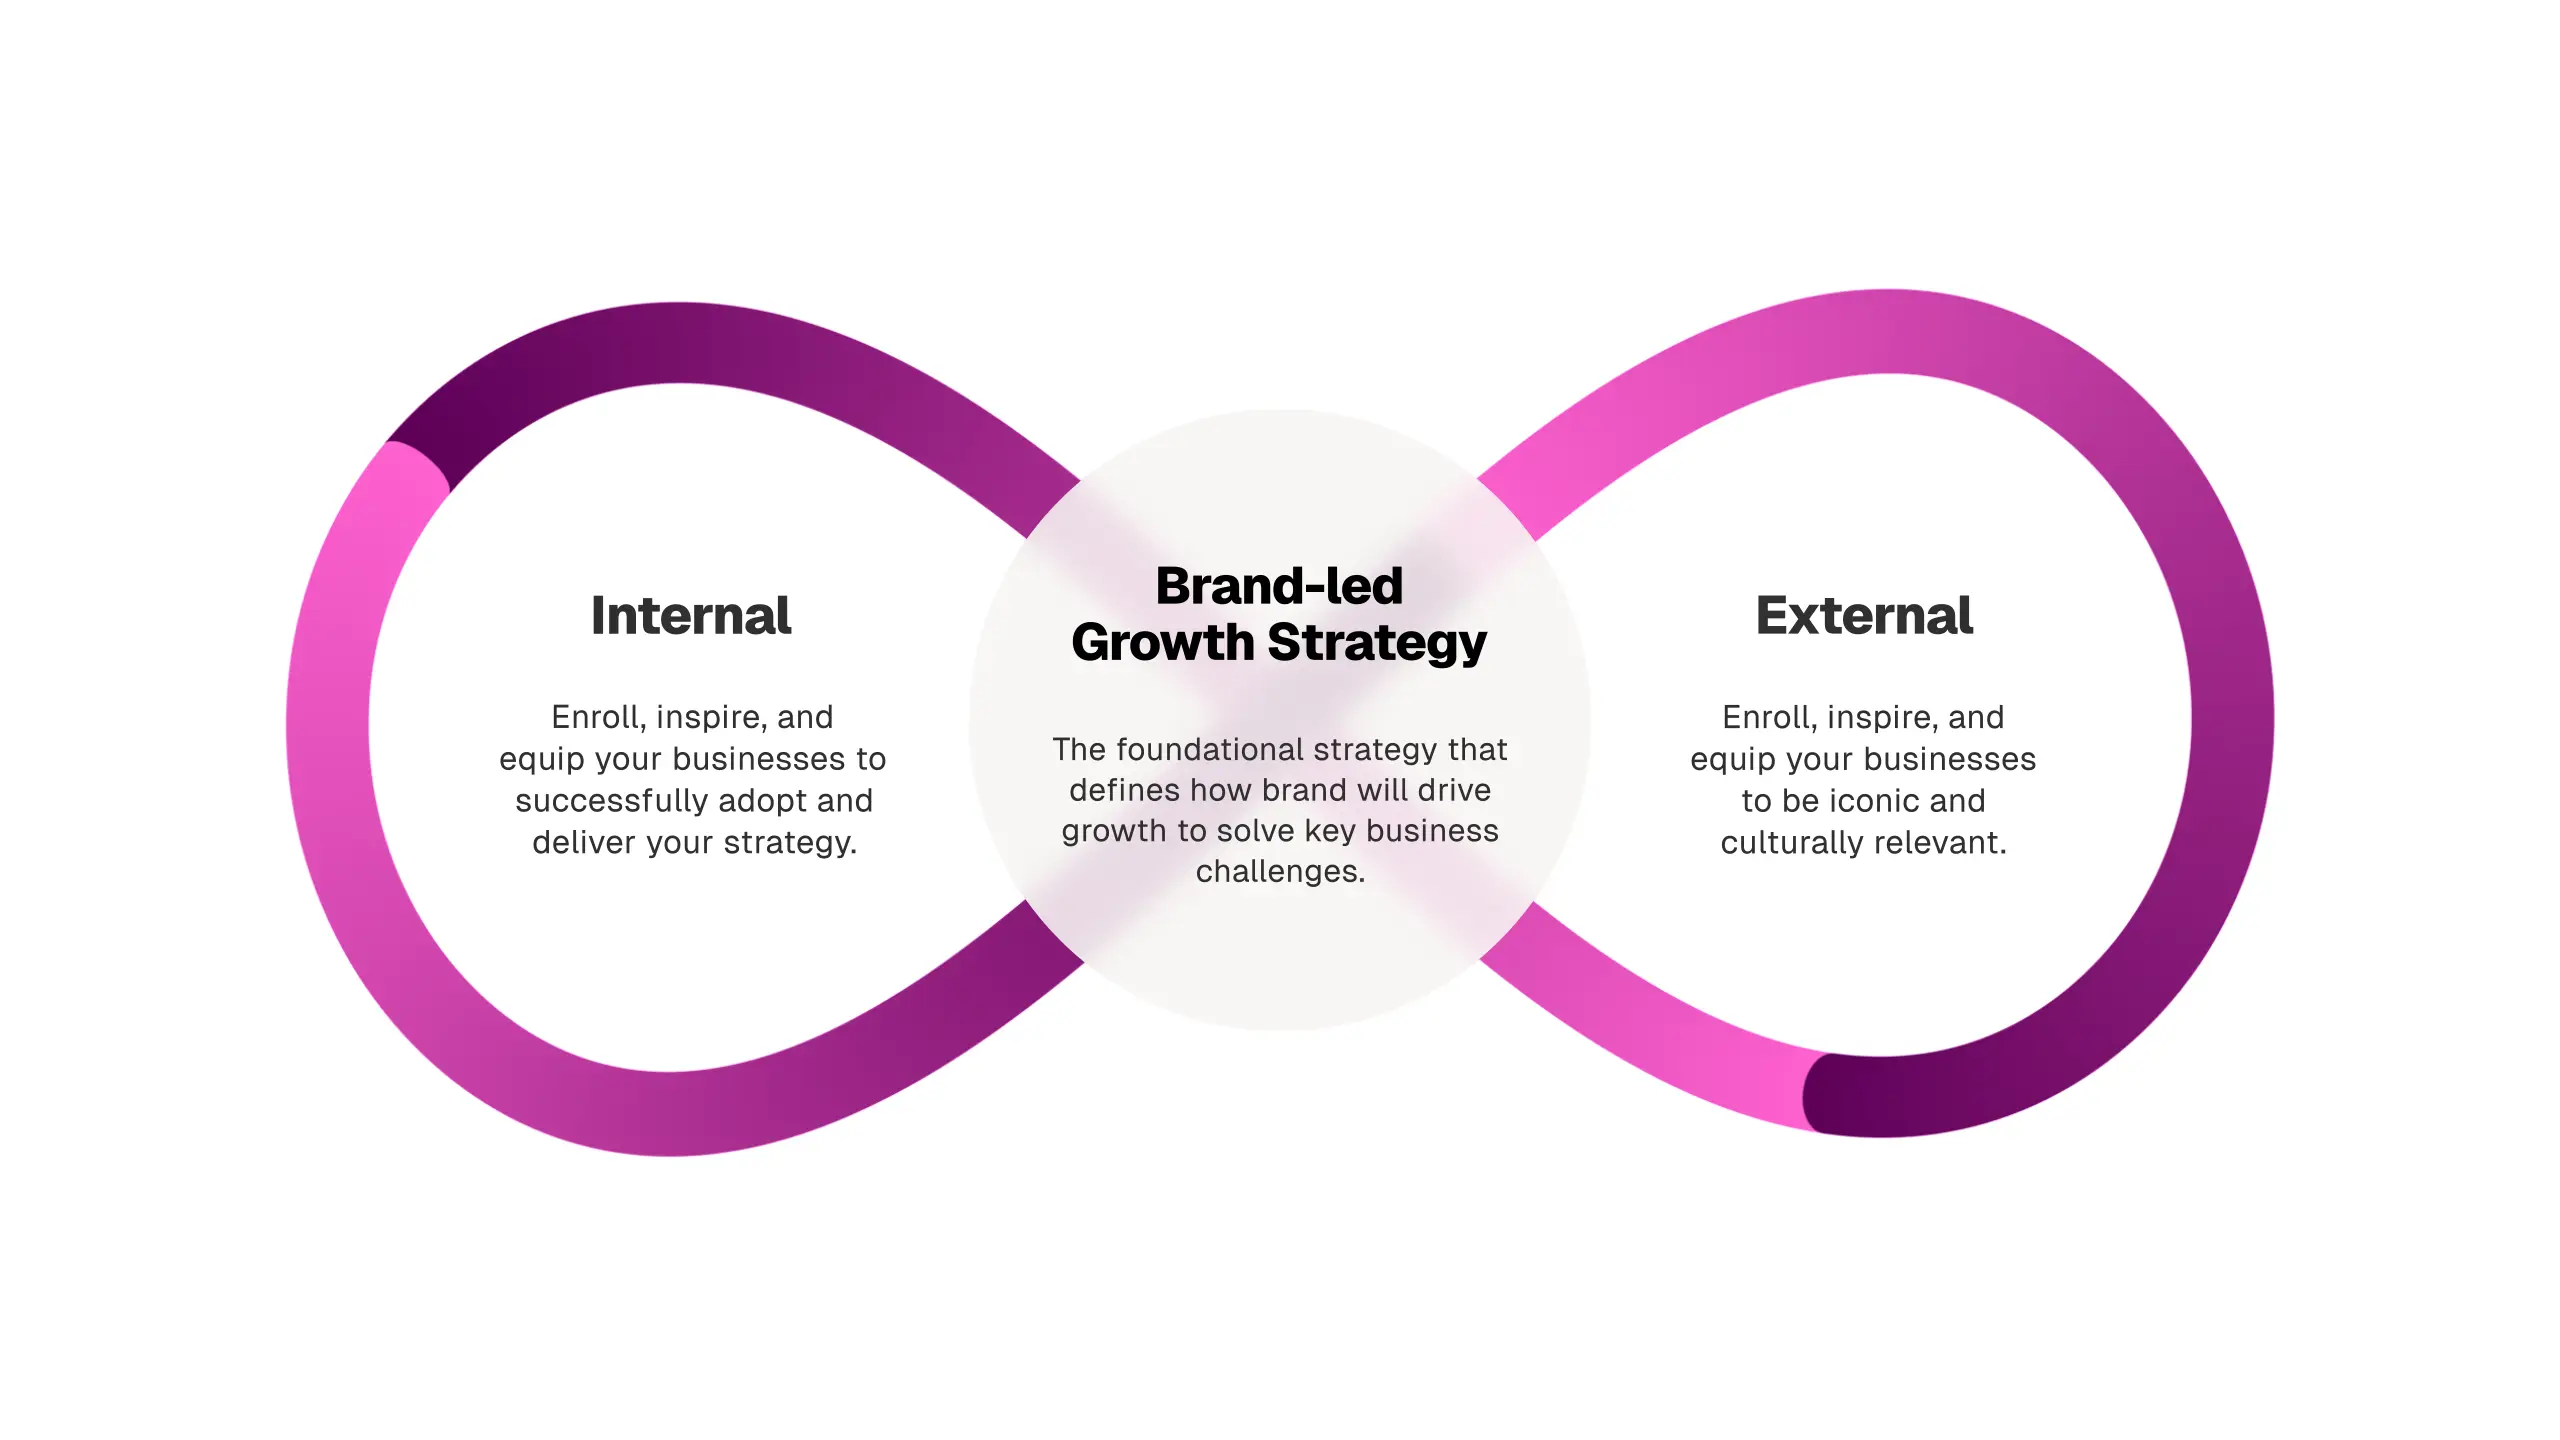 Internal
Enroll, inspire, and
equip your businesses to
successfully adopt and
deliver your strategy.
Brand-led
Growth Strategy
The foundational strategy that
defines how brand will drive
growth to solve key business
challenges.
External
Enroll, inspire, and
equip your businesses
to be iconic and
culturally relevant.